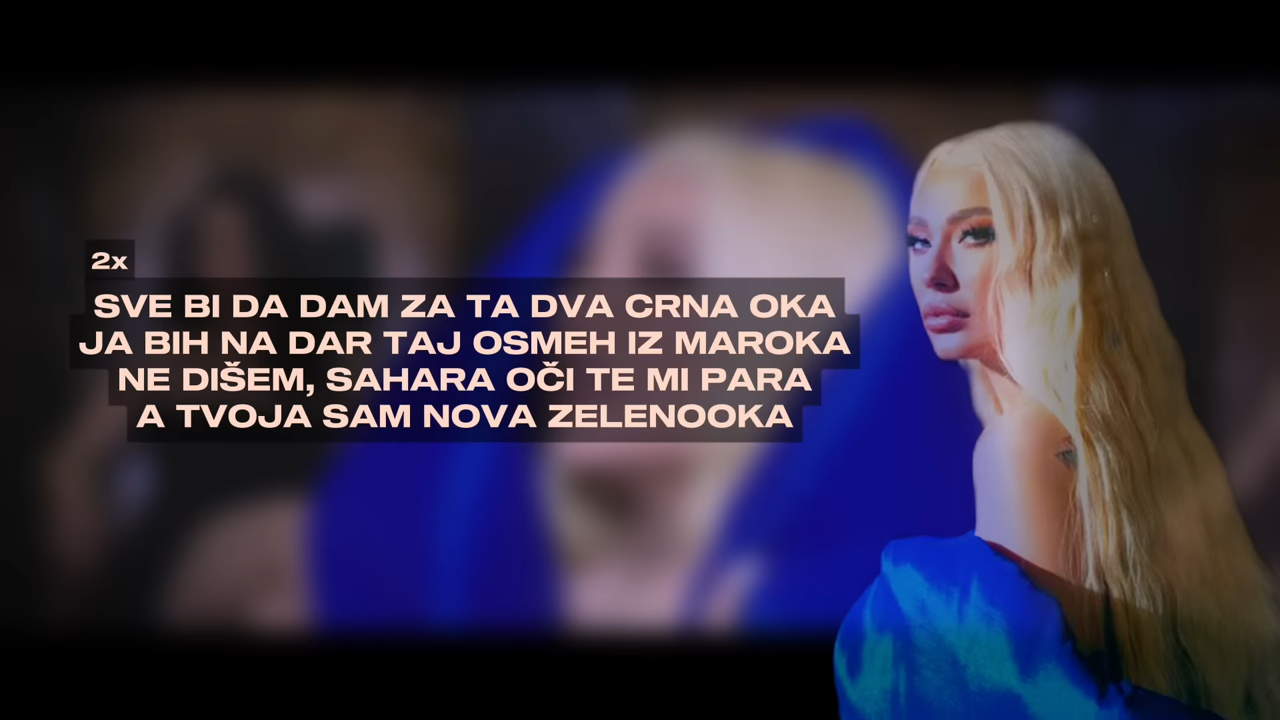 2x
SVE BI DA DAM ZA TA DVA CRNA OKA
JA BIH NA DAR TAJ OSMEH IZ MAROKA
NE DIŠEM, SAHARA OČI TE MI PARA
A TVOJA SAM NOVA ZELENOOKA